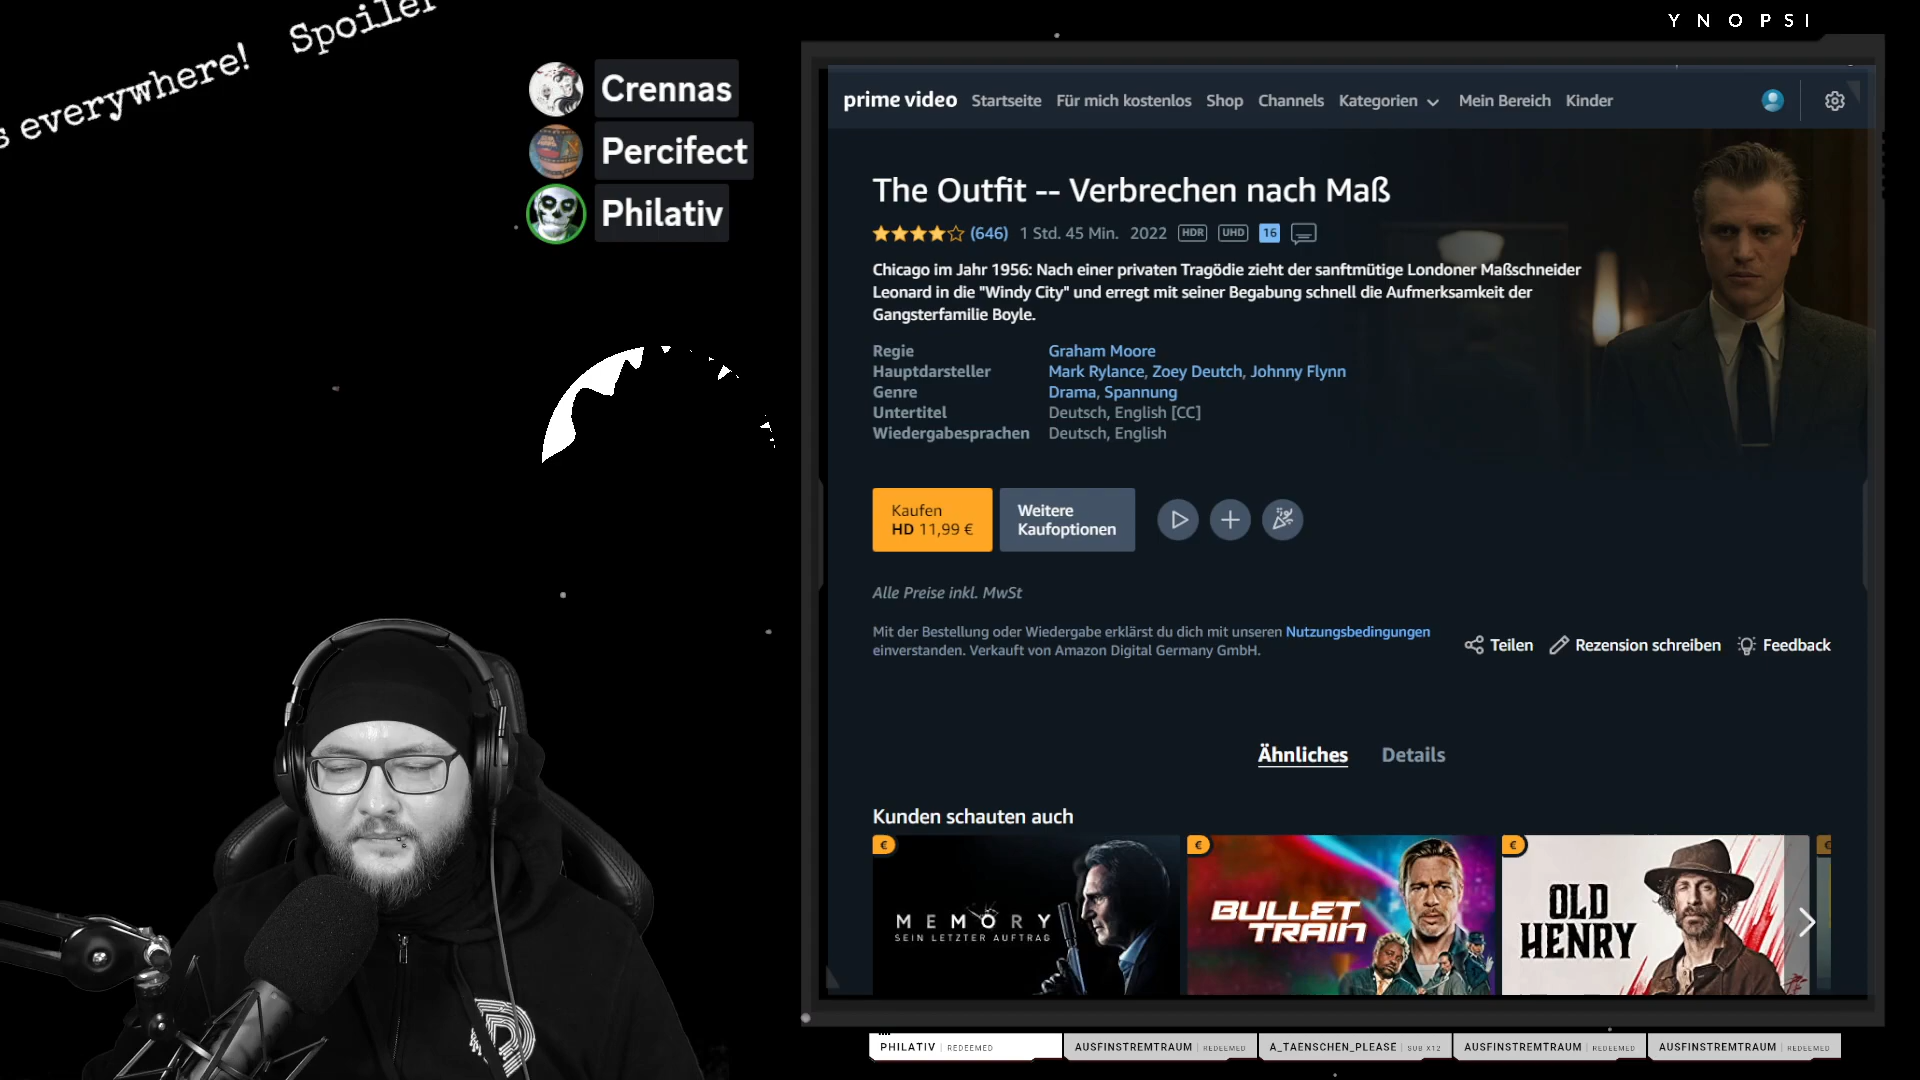 s everywhere!
Spoiler
YNOPSI
Crennas
Percifect
Philativ
prime video Startseite Für mich kostenlos Shop Channels Kategorien Mein Bereich Kinder
The Outfit -- Verbrechen nach Maß
(646) 1 Std. 45 Min. 2022 HDR UHD 16
Chicago im Jahr 1956: Nach einer privaten Tragödie zieht der sanftmütige Londoner Maßschneider
Leonard in die "Windy City" und erregt mit seiner Begabung schnell die Aufmerksamkeit der
Gangsterfamilie Boyle.
Regie Graham Moore
Hauptdarsteller Mark Rylance, Zoey Deutch, Johnny Flynn
Genre Drama, Spannung
Untertitel Deutsch, English [CC]
Wiedergabesprachen Deutsch, English
Kaufen
HD 11,99 €
Weitere
Kaufoptionen
Alle Preise inkl. MwSt
Mit der Bestellung oder Wiedergabe erklärst du dich mit unseren Nutzungsbedingungen
einverstanden. Verkauft von Amazon Digital Germany GmbH.
Teilen Rezension schreiben Feedback
Ähnliches Details
Kunden schauten auch
€ € € €
MEMORY
SEIN LETZTER AUFTRAG
BULLET
TRAIN
OLD
HENRY
PHILATIV REDEEMED AUSFINSTREMTRAUM REDEEMED A_TAENSCHEN_PLEASE SUB X12 AUSFINSTREMTRAUM REDEEMED AUSFINSTREMTRAUM REDEEMED